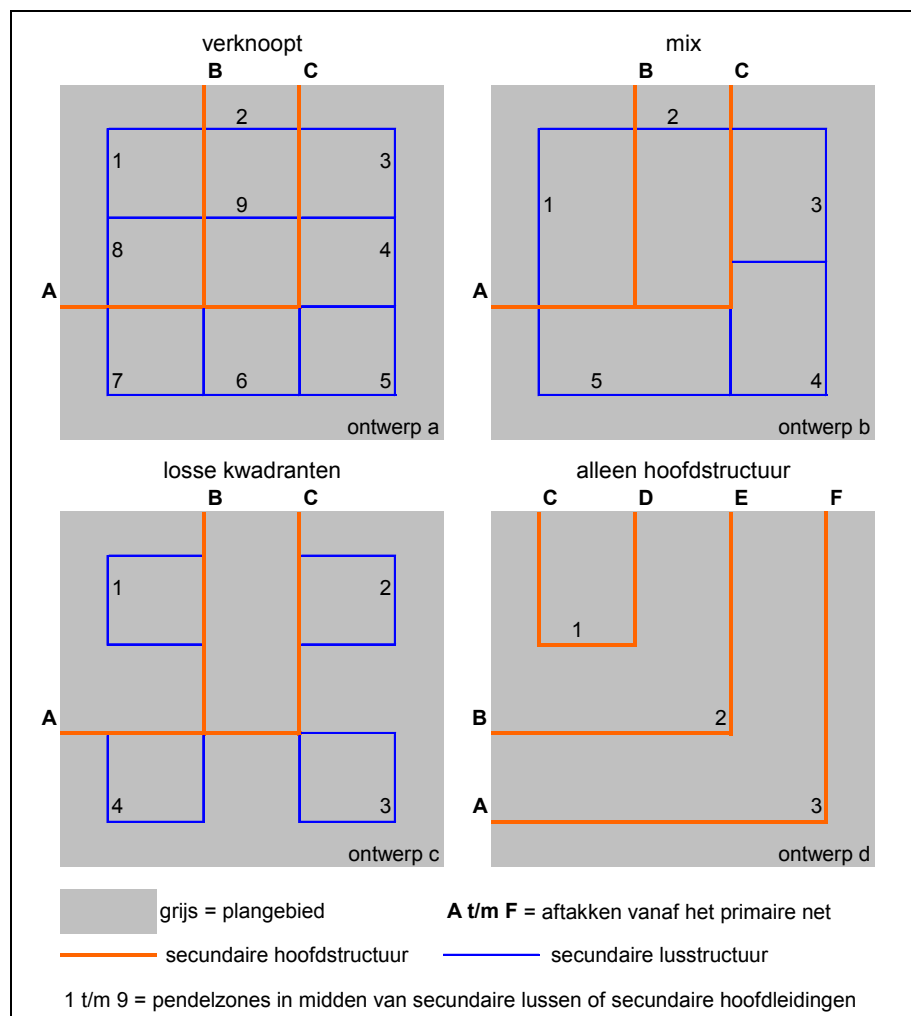 verknoopt
mix
B C
B C
2
1
3
9
8
4
A
7
6
5
ontwerp a
2
1
3
A
5
4
ontwerp b
losse kwadranten
alleen hoofdstructuur
B C
C D E F
1
2
A
4
3
ontwerp c
1
B
2
A
3
ontwerp d
grijs = plangebied
A t/m F = aftakken vanaf het primaire net
secundaire hoofdstructuur
secundaire lusstructuur
1 t/m 9 = pendelzones in midden van secundaire lussen of secundaire hoofdleidingen